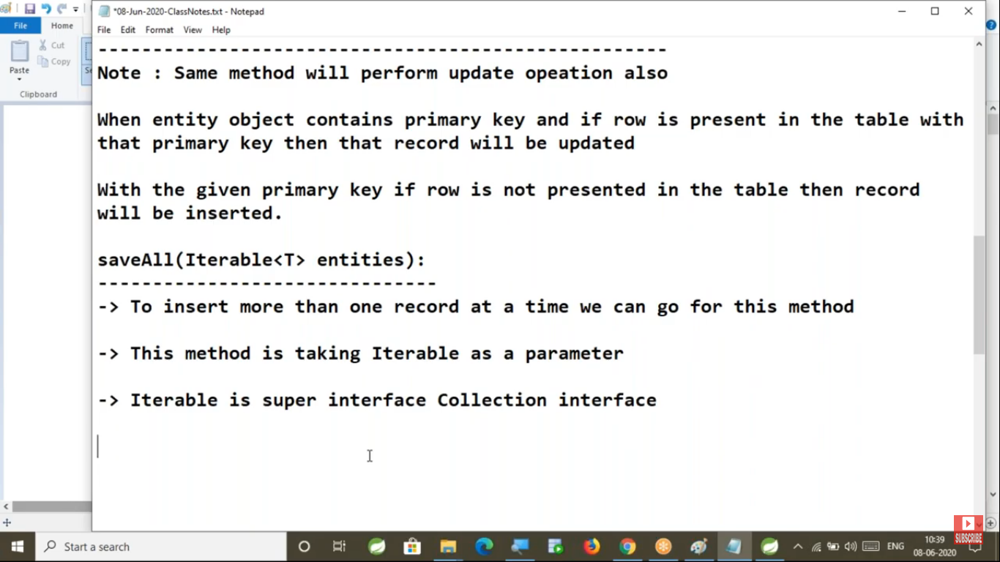 *08-Jun-2020-ClassNotes.txt - Notepad
File
Home
File Edit Format View Help
Cut
Copy
Paste
Clipboard
-----------------------------------------------------
Note : Same method will perform update opeation also
When entity object contains primary key and if row is present in the table with
that primary key then that record will be updated
With the given primary key if row is not presented in the table then record
will be inserted.
saveAll(Iterable<T> entities):
-------------------------------
-> To insert more than one record at a time we can go for this method
-> This method is taking Iterable as a parameter
-> Iterable is super interface Collection interface
SUBSCRIBE
Start a search
ENG
10:39
08-06-2020